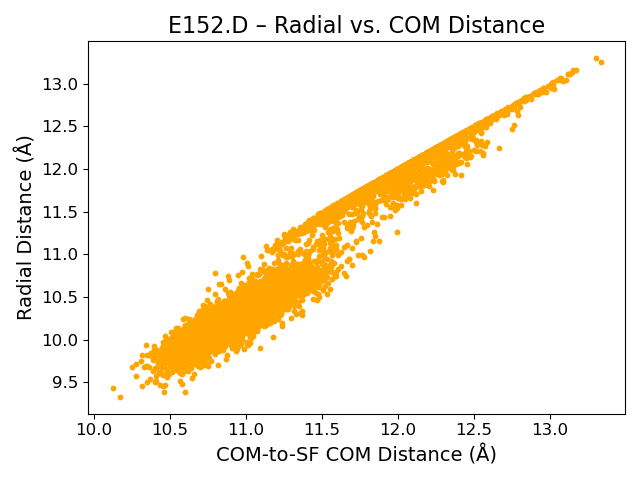 E152.D – Radial vs. COM Distance
Radial Distance (Å)
13.0
12.5
12.0
11.5
11.0
10.5
10.0
9.5
10.0 10.5 11.0 11.5 12.0 12.5 13.0
COM-to-SF COM Distance (Å)